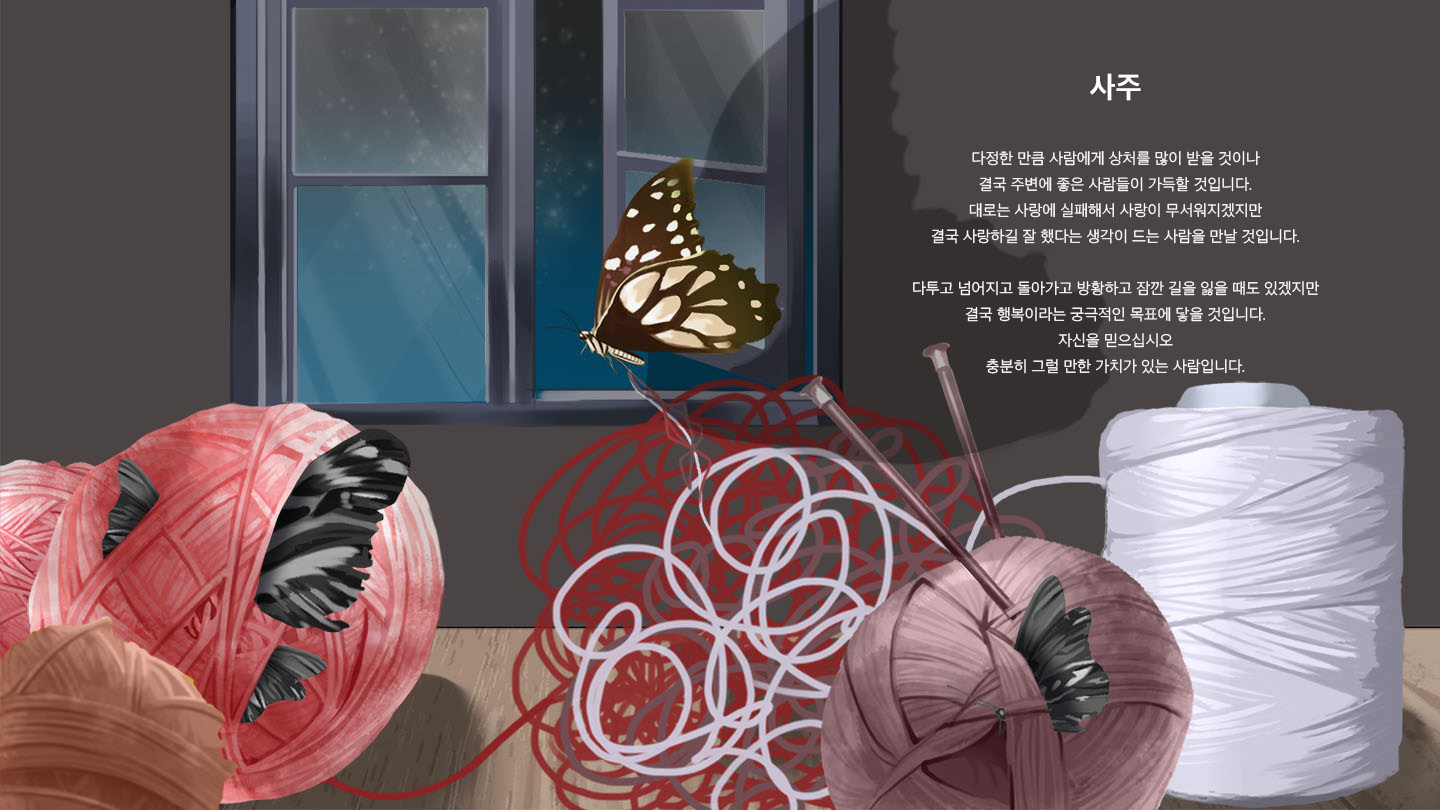 사주
다정한 만큼 사람에게 상처를 많이 받을 것이나
결국 주변에 좋은 사람들이 가득할 것입니다.
대로는 사랑에 실패해서 사랑이 무서워지겠지만
결국 사랑하길 잘 했다는 생각이 드는 사람을 만날 것입니다.
다투고 넘어지고 돌아가고 방황하고 잠깐 길을 잃을 때도 있겠지만
결국 행복이라는 궁극적인 목표에 닿을 것입니다.
자신을 믿으십시오
충분히 그럴 만한 가치가 있는 사람입니다.